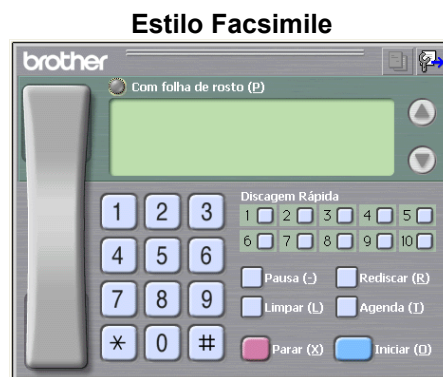 Estilo Facsimile
brother
Com folha de rosto (P)
Discagem Rápida
1 2 3 4 5
6 7 8 9 10
1 2 3
4 5 6
7 8 9
* 0 #
Pausa (-) Rediscar (R)
Limpar (L) Agenda (T)
Parar (X) Iniciar (O)